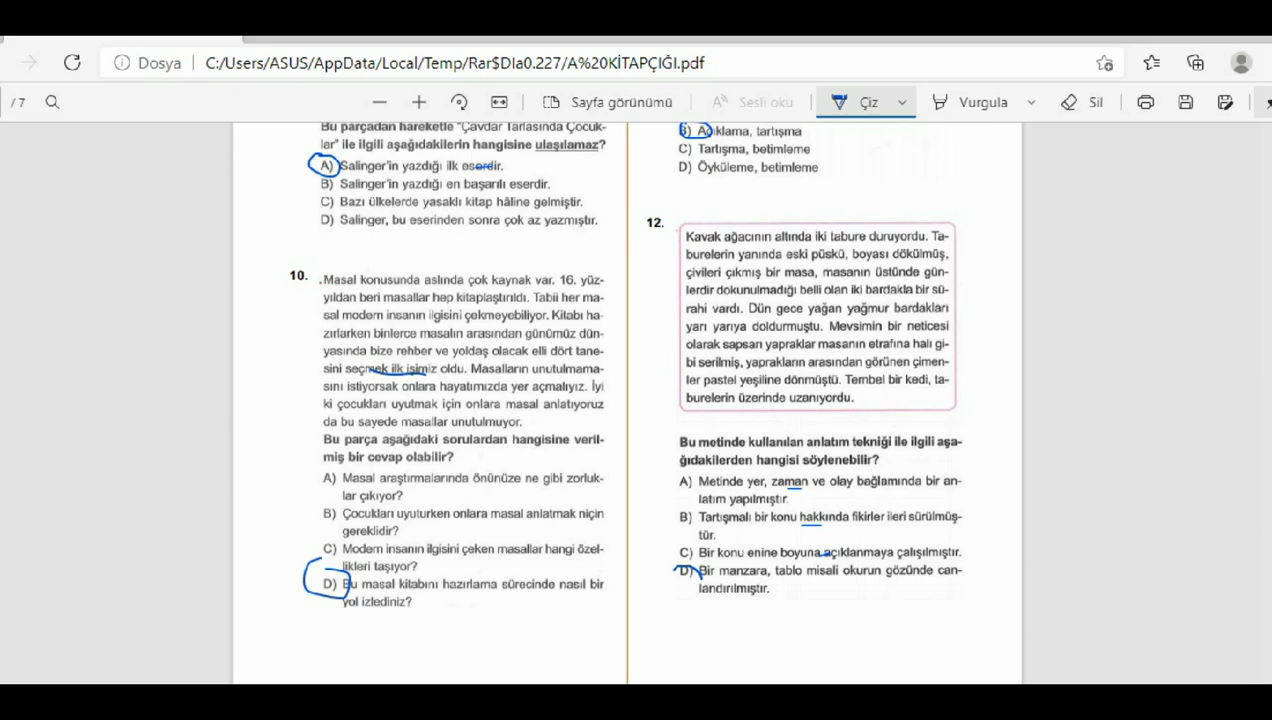 Dosya
C:/Users/ASUS/AppData/Local/Temp/Rar$DIa0.227/A%20KİTAPÇIĞI.pdf
/ 7
Sayfa görünümü
Sesli oku
Çiz
Vurgula
Sil
Bu parçadan hareketle "Çavdar Tarlasında Çocuk-
lar" ile ilgili aşağıdakilerin hangisine ulaşılamaz?
A) Salinger'in yazdığı ilk eserdir.
B) Salinger'in yazdığı en başarılı eserdir.
C) Bazı ülkelerde yasaklı kitap hâline gelmiştir.
D) Salinger, bu eserinden sonra çok az yazmıştır.
10. Masal konusunda aslında çok kaynak var. 16. yüz-
yıldan beri masallar hep kitaplaştırıldı. Tabii her ma-
sal modern insanın ilgisini çekmeyebiliyor. Kitabı ha-
zırlarken binlerce masalın arasından günümüz dün-
yasında bize rehber ve yoldaş olacak elli dört tane-
sini seçmek ilk işimiz oldu. Masalların unutulmama-
sını istiyorsak onlara hayatımızda yer açmalıyız. İyi
ki çocukları uyutmak için onlara masal anlatıyoruz
da bu sayede masallar unutulmuyor.
Bu parça aşağıdaki sorulardan hangisine veril-
miş bir cevap olabilir?
A) Masal araştırmalarında önünüze ne gibi zorluk-
lar çıkıyor?
B) Çocukları uyuturken onlara masal anlatmak niçin
gereklidir?
C) Modern insanın ilgisini çeken masallar hangi özel-
likleri taşıyor?
D) Bu masal kitabını hazırlama sürecinde nasıl bir
yol izlediniz?
B) Açıklama, tartışma
C) Tartışma, betimleme
D) Öyküleme, betimleme
12.
Kavak ağacının altında iki tabure duruyordu. Ta-
burelerin yanında eski püskü, boyası dökülmüş,
çivileri çıkmış bir masa, masanın üstünde gün-
lerdir dokunulmadığı belli olan iki bardakla bir sü-
rahi vardı. Dün gece yağan yağmur bardakları
yarı yarıya doldurmuştu. Mevsimin bir neticesi
olarak sapsarı yapraklar masanın etrafına halı gi-
bi serilmiş, yaprakların arasından görünen çimen-
ler pastel yeşiline dönmüştü. Tembel bir kedi, ta-
burelerin üzerinde uzanıyordu.
Bu metinde kullanılan anlatım tekniği ile ilgili aşa-
ğıdakilerden hangisi söylenebilir?
A) Metinde yer, zaman ve olay bağlamında bir an-
latım yapılmıştır.
B) Tartışmalı bir konu hakkında fikirler ileri sürülmüş-
tür.
C) Bir konu enine boyuna açıklanmaya çalışılmıştır.
D) Bir manzara, tablo misali okurun gözünde can-
landırılmıştır.